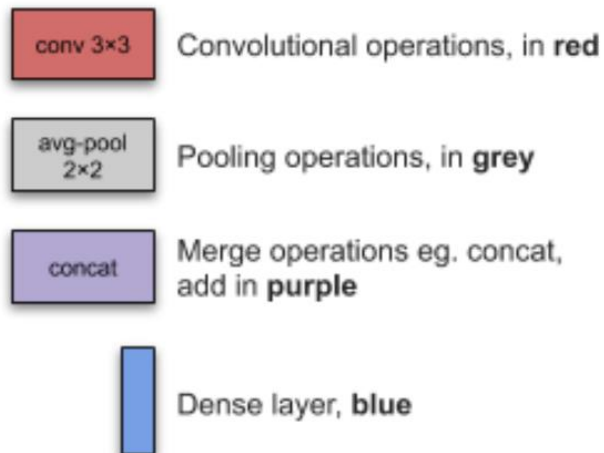 conv 3×3
Convolutional operations, in red
avg-pool
2×2
Pooling operations, in grey
concat
Merge operations eg. concat,
add in purple
Dense layer, blue